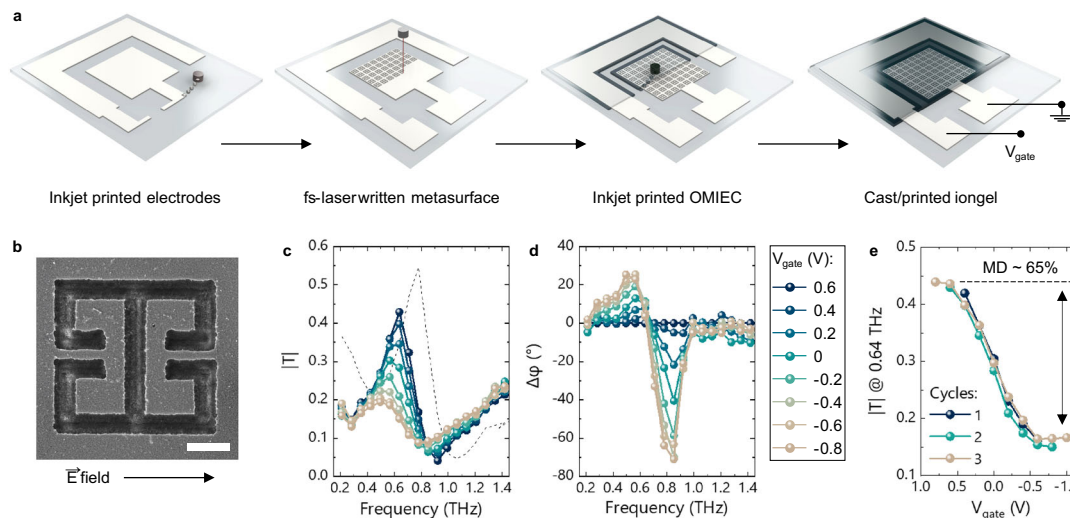 a
V_gate
Inkjet printed electrodes
fs-laser written metasurface
Inkjet printed OMIEC
Cast/printed iongel
b
E field
c
0.6
0.5
0.4
0.3
0.2
0.1
0.0
|T|
0.2 0.4 0.6 0.8 1.0 1.2 1.4
Frequency (THz)
d
40
20
0
-20
-40
-60
-80
Δφ (°)
0.2 0.4 0.6 0.8 1.0 1.2 1.4
Frequency (THz)
V_gate (V):
0.6
0.4
0.2
0
-0.2
-0.4
-0.6
-0.8
e
0.5
0.4
0.3
0.2
0.1
|T| @ 0.64 THz
MD ~ 65%
Cycles:
1
2
3
1.0 0.5 0.0 -0.5 -1.
V_gate (V)